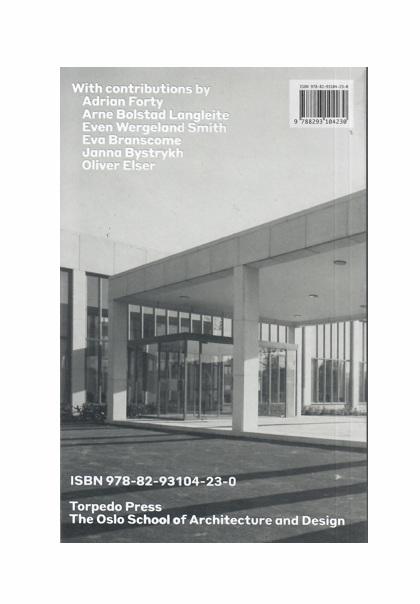 With contributions by
Adrian Forty
Arne Bolstad Langleite
Even Wergeland Smith
Eva Branscome
Janna Bystrykh
Oliver Elser
ISBN 978-82-93104-23-0
9 788293 104230
ISBN 978-82-93104-23-0
Torpedo Press
The Oslo School of Architecture and Design